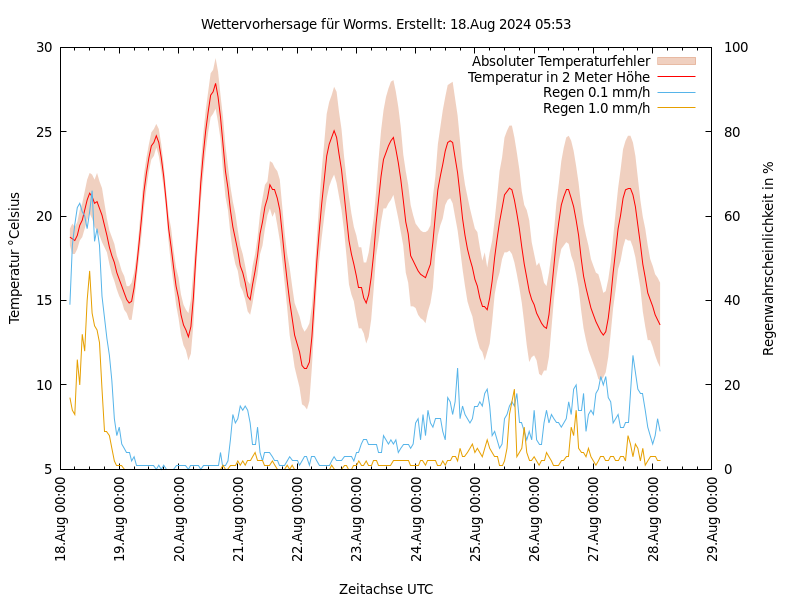 Wettervorhersage für Worms. Erstellt: 18.Aug 2024 05:53
Absoluter Temperaturfehler
Temperatur in 2 Meter Höhe
Regen 0.1 mm/h
Regen 1.0 mm/h
30
25
20
15
10
5
Temperatur °Celsius
100
80
60
40
20
0
Regenwahrscheinlichkeit in %
18.Aug 00:00
19.Aug 00:00
20.Aug 00:00
21.Aug 00:00
22.Aug 00:00
23.Aug 00:00
24.Aug 00:00
25.Aug 00:00
26.Aug 00:00
27.Aug 00:00
28.Aug 00:00
29.Aug 00:00
Zeitachse UTC